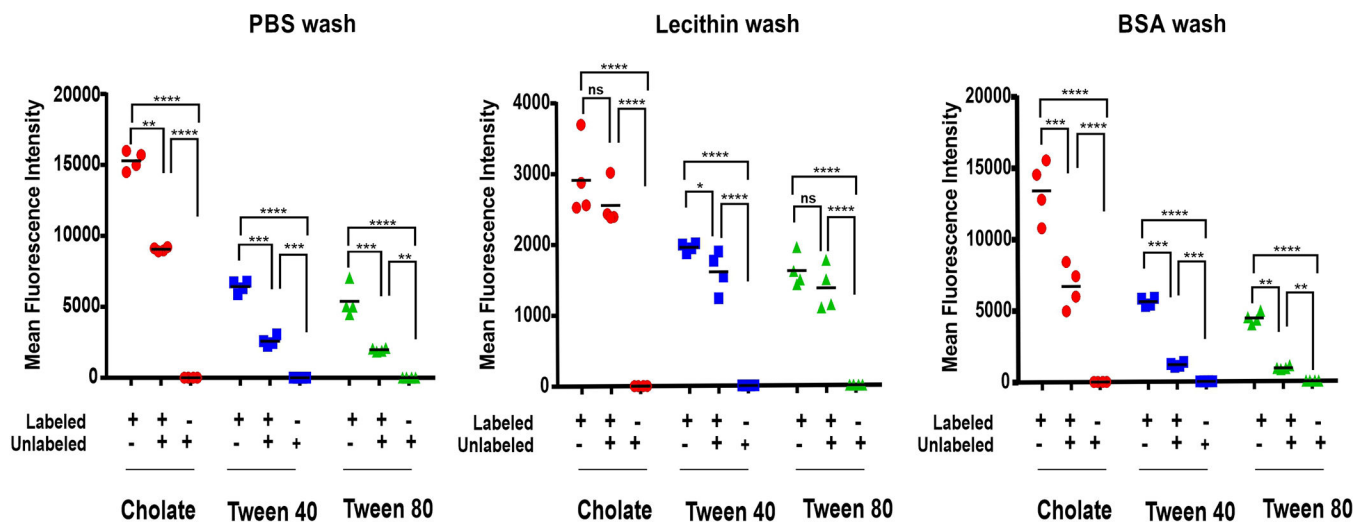 PBS wash
Mean Fluorescence Intensity
20000
15000
10000
5000
0
****
** ****
****
*** ***
****
*** **
Labeled + + - + + - + + -
Unlabeled - + + - + + - + +
Cholate Tween 40 Tween 80
Lecithin wash
Mean Fluorescence Intensity
4000
3000
2000
1000
0
****
ns ****
****
* ****
****
ns ****
Labeled + + - + + - + + -
Unlabeled - + + - + + - + +
Cholate Tween 40 Tween 80
BSA wash
Mean Fluorescence Intensity
20000
15000
10000
5000
0
****
*** ****
****
*** ***
****
** **
Labeled + + - + + - + + -
Unlabeled - + + - + + - + +
Cholate Tween 40 Tween 80